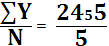 ∑Y/N = 24₅5/5